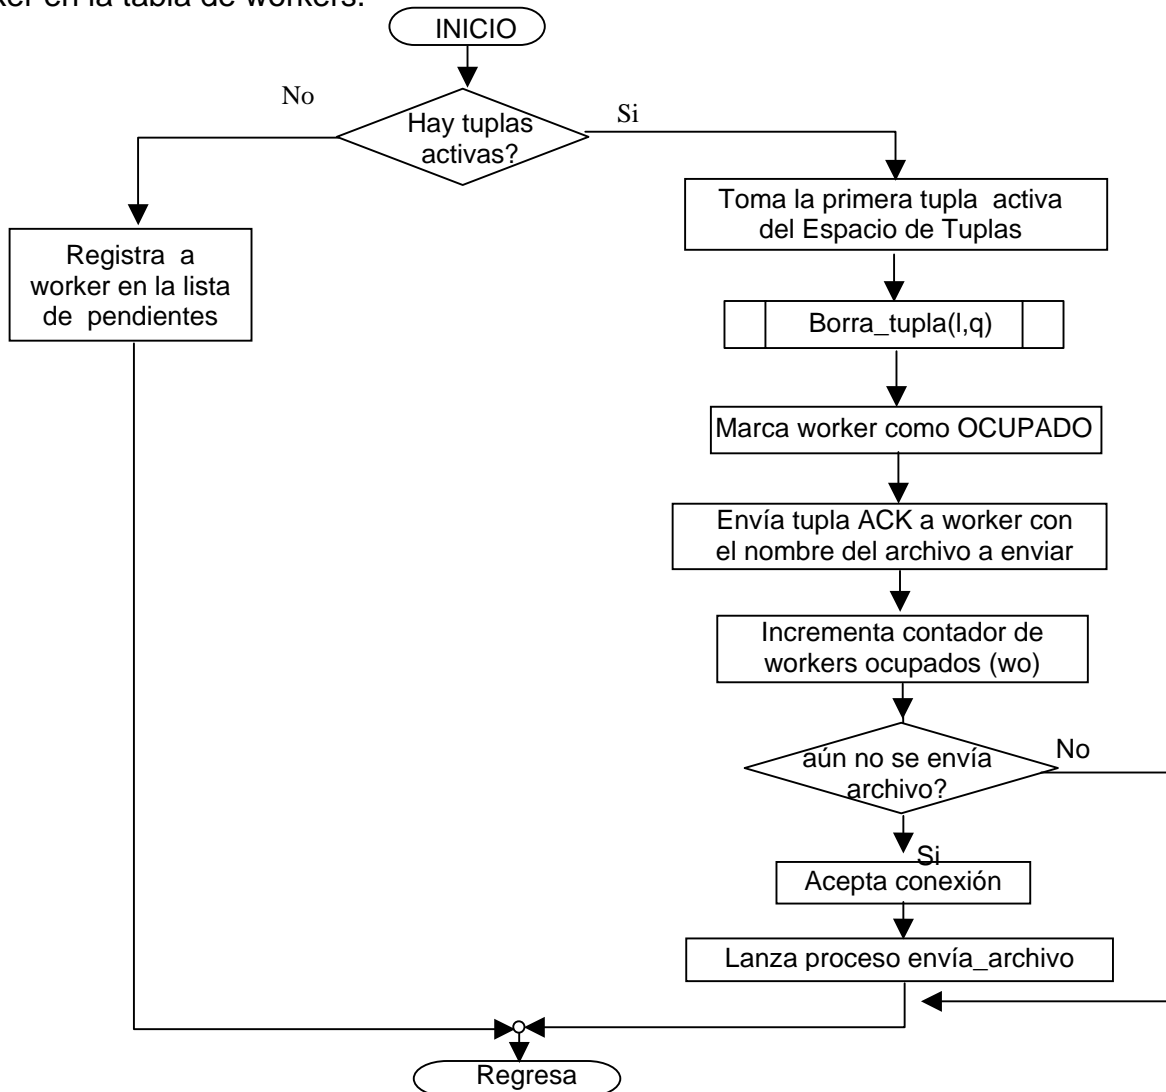 en la tabla de workers.
INICIO
No
Si
Hay tuplas
activas?
Toma la primera tupla activa
del Espacio de Tuplas
Registra a
worker en la lista
de pendientes
Borra_tupla(l,q)
Marca worker como OCUPADO
Envía tupla ACK a worker con
el nombre del archivo a enviar
Incrementa contador de
workers ocupados (wo)
aún no se envía
archivo?
No
Si
Acepta conexión
Lanza proceso envía_archivo
Regresa